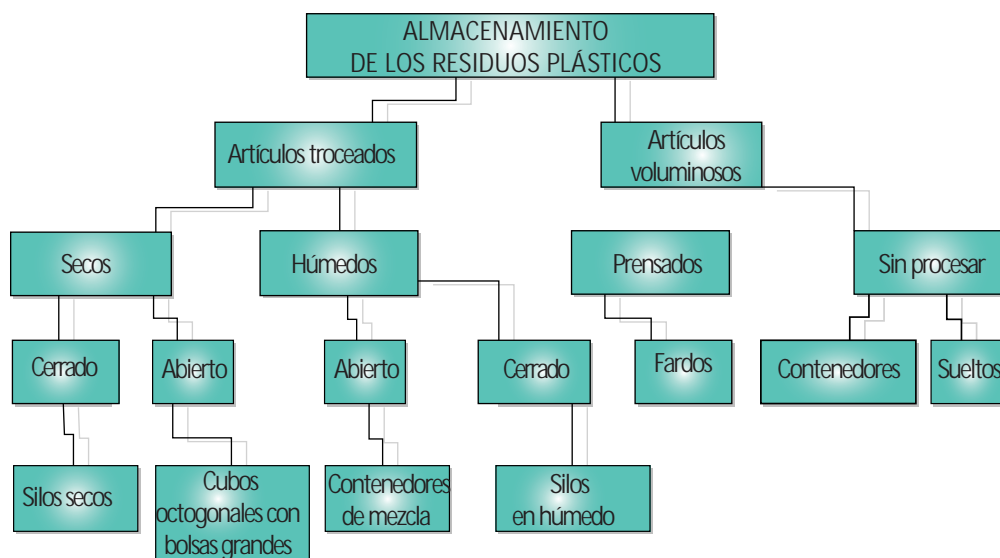 ALMACENAMIENTO
DE LOS RESIDUOS PLÁSTICOS
Artículos troceados
Artículos
voluminosos
Secos
Húmedos
Prensados
Sin procesar
Cerrado
Abierto
Abierto
Cerrado
Fardos
Contenedores
Sueltos
Silos secos
Cubos
octogonales con
bolsas grandes
Contenedores
de mezcla
Silos
en húmedo